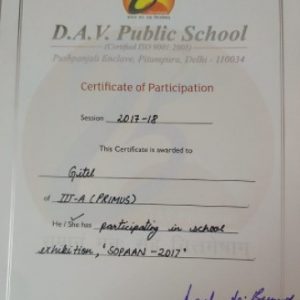 D.A.V. Public School
(Certified ISO 9001: 2008)
Pushpanjali Enclave, Pitampura, Delhi - 110034
Certificate of Participation
Session 2017-18
This Certificate is awarded to
of III-A (PRIMUS)
He / She has participating in school
exhibition, "SOPAAN - 2017"